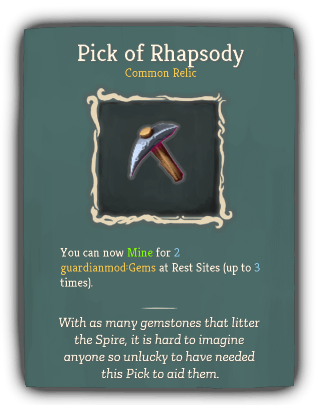 Pick of Rhapsody
Common Relic
You can now Mine for 2
guardianmod:Gems at Rest Sites (up to 3
times).
With as many gemstones that litter
the Spire, it is hard to imagine
anyone so unlucky to have needed
this Pick to aid them.